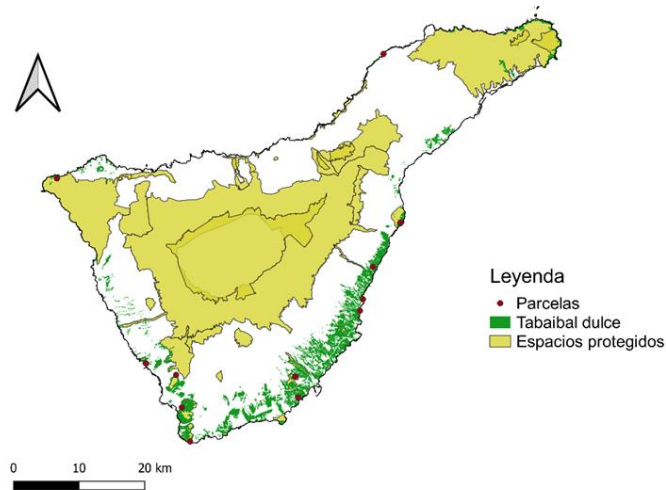 Leyenda
Parcelas
Tabaibal dulce
Espacios protegidos
0 10 20 km